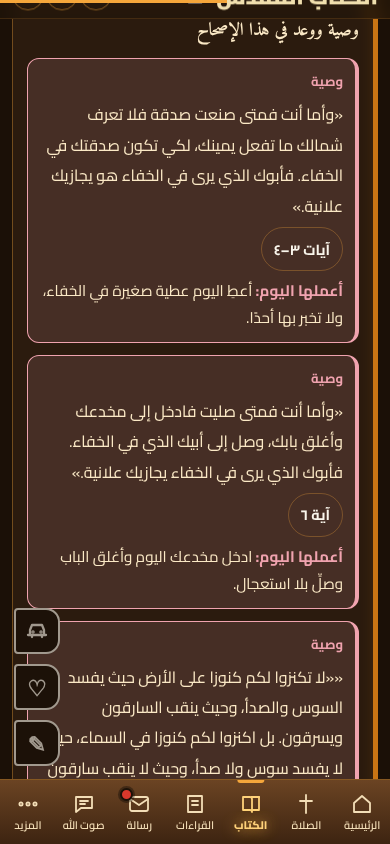 الكتاب المقدس
وصية ووعد في هذا الإصحاح
وصية
«وأما أنت فمتى صنعت صدقة فلا تعرف
شمالك ما تفعل يمينك، لكي تكون صدقتك في
الخفاء. فأبوك الذي يرى في الخفاء هو يجازيك
علانية.»
آيات ٣–٤
أعملها اليوم: أعطِ اليوم عطية صغيرة في الخفاء،
ولا تخبر بها أحدًا.
وصية
«وأما أنت فمتى صليت فادخل إلى مخدعك
وأغلق بابك، وصل إلى أبيك الذي في الخفاء.
فأبوك الذي يرى في الخفاء يجازيك علانية.»
آية ٦
أعملها اليوم: ادخل مخدعك اليوم وأغلق الباب
وصلِّ بلا استعجال.
وصية
«»لا تكنزوا لكم كنوزا على الأرض حيث يفسد
السوس والصدأ، وحيث ينقب السارقون
ويسرقون. بل اكنزوا لكم كنوزا في السماء،
لا يفسد سوس ولا صدأ، وحيث لا ينقب سارقون
الرئيسية
الصلاة
الكتاب
القراءات
رسالة
صوت الله
المزيد